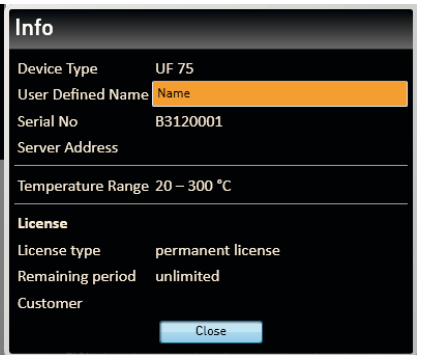 Info
Device Type UF 75
User Defined Name Name
Serial No B3120001
Server Address
Temperature Range 20 – 300 °C
License
License type permanent license
Remaining period unlimited
Customer
Close